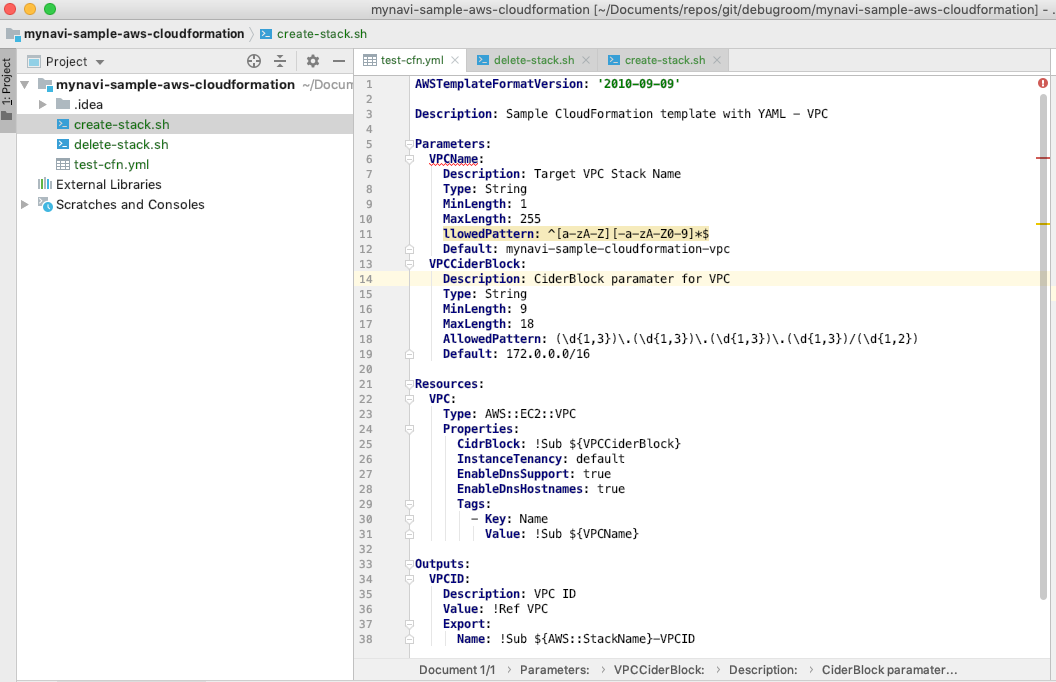 mynavi-sample-aws-cloudformation [~/Documents/repos/git/debugroom/mynavi-sample-aws-cloudformation] - .
mynavi-sample-aws-cloudformation
create-stack.sh
1: Project
Project
mynavi-sample-aws-cloudformation ~/Docum
.idea
create-stack.sh
delete-stack.sh
test-cfn.yml
External Libraries
Scratches and Consoles
test-cfn.yml
delete-stack.sh
create-stack.sh
1 AWSTemplateFormatVersion: '2010-09-09'
2
3 Description: Sample CloudFormation template with YAML - VPC
4
5 Parameters:
6 VPCName:
7 Description: Target VPC Stack Name
8 Type: String
9 MinLength: 1
10 MaxLength: 255
11 llowedPattern: ^[a-zA-Z][-a-zA-Z0-9]*$
12 Default: mynavi-sample-cloudformation-vpc
13 VPCCiderBlock:
14 Description: CiderBlock paramater for VPC
15 Type: String
16 MinLength: 9
17 MaxLength: 18
18 AllowedPattern: (\d{1,3})\.(\d{1,3})\.(\d{1,3})\.(\d{1,3})/(\d{1,2})
19 Default: 172.0.0.0/16
20
21 Resources:
22 VPC:
23 Type: AWS::EC2::VPC
24 Properties:
25 CidrBlock: !Sub ${VPCCiderBlock}
26 InstanceTenancy: default
27 EnableDnsSupport: true
28 EnableDnsHostnames: true
29 Tags:
30 - Key: Name
31 Value: !Sub ${VPCName}
32
33 Outputs:
34 VPCID:
35 Description: VPC ID
36 Value: !Ref VPC
37 Export:
38 Name: !Sub ${AWS::StackName}-VPCID
Document 1/1 › Parameters: › VPCCiderBlock: › Description: › CiderBlock paramater…